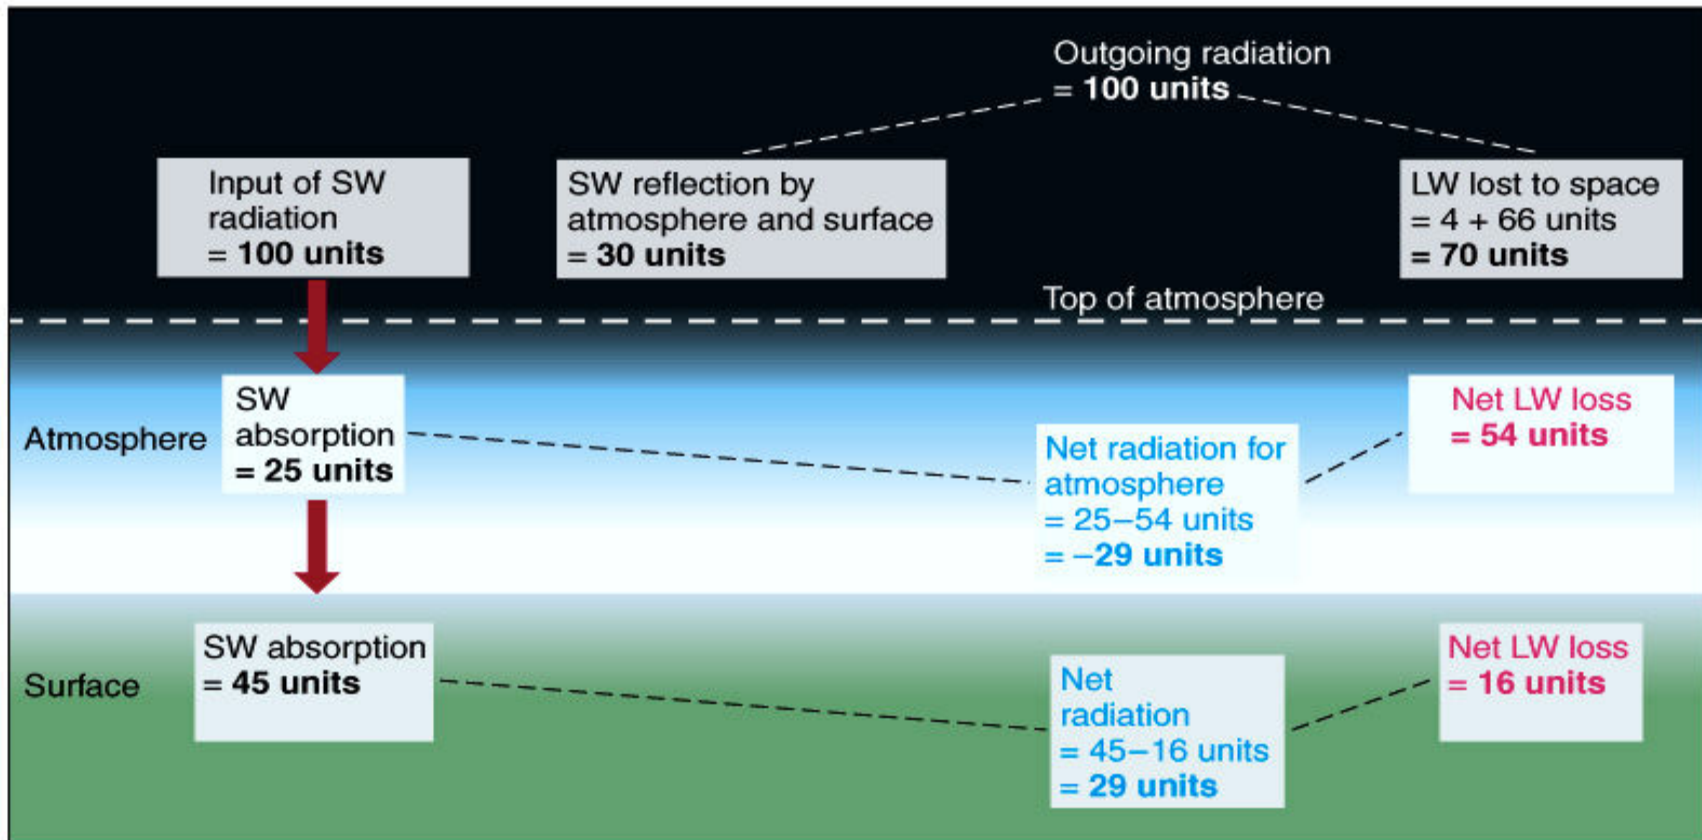 Outgoing radiation
= 100 units
Input of SW
radiation
= 100 units
SW reflection by
atmosphere and surface
= 30 units
LW lost to space
= 4 + 66 units
= 70 units
Top of atmosphere
Atmosphere
SW
absorption
= 25 units
Net radiation for
atmosphere
= 25–54 units
= –29 units
Net LW loss
= 54 units
Surface
SW absorption
= 45 units
Net
radiation
= 45–16 units
= 29 units
Net LW loss
= 16 units